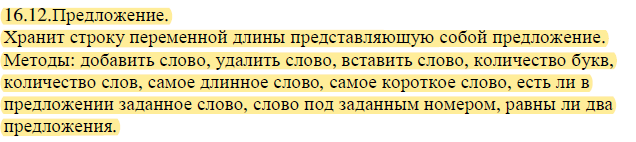 16.12.Предложение.
Хранит строку переменной длины представляющую собой предложение.
Методы: добавить слово, удалить слово, вставить слово, количество букв,
количество слов, самое длинное слово, самое короткое слово, есть ли в
предложении заданное слово, слово под заданным номером, равны ли два
предложения.